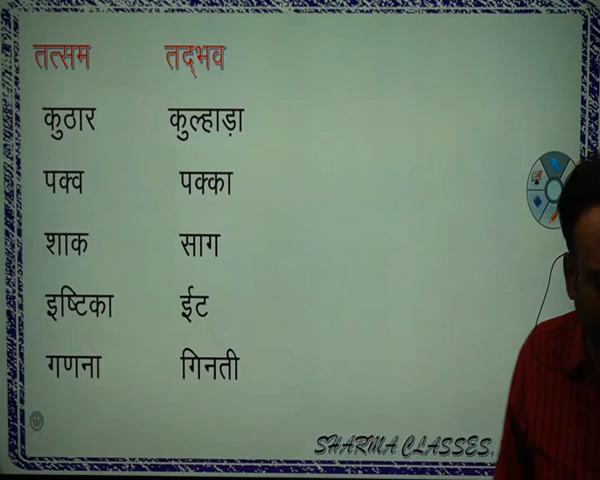 तत्सम तद्भव
कुठार कुल्हाड़ा
पक्व पक्का
शाक साग
इष्टिका ईट
गणना गिनती
SHARMA CLASSES,